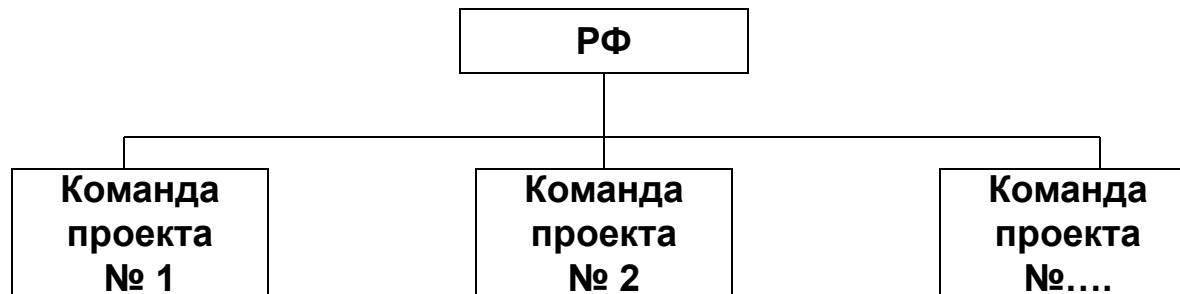 РФ
Команда
проекта
№ 1
Команда
проекта
№ 2
Команда
проекта
№….